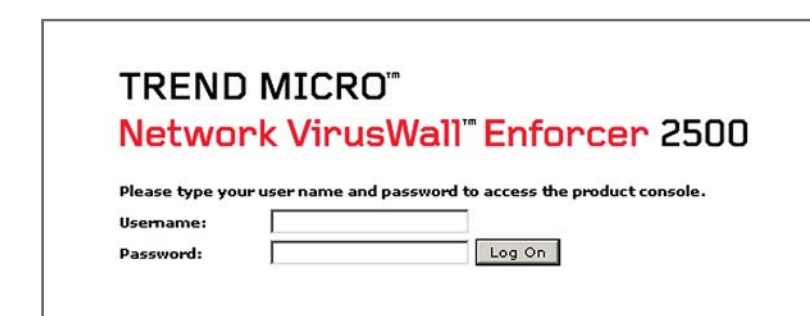 TREND MICRO™
Network VirusWall™ Enforcer 2500
Please type your user name and password to access the product console.
Username:
Password:
Log On